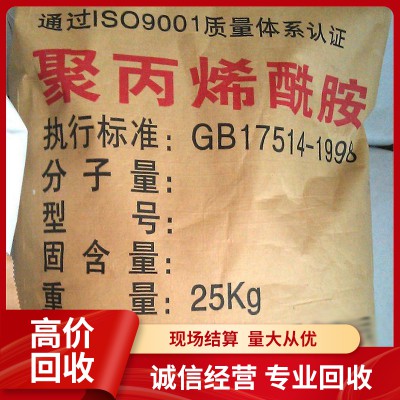 通过ISO9001质量体系认证
聚丙烯酰胺
执行标准：GB17514-1998
分子量：
型号：
固含量：
重量：25Kg
高价
回收
现场结算 量大从优
诚信经营 专业回收